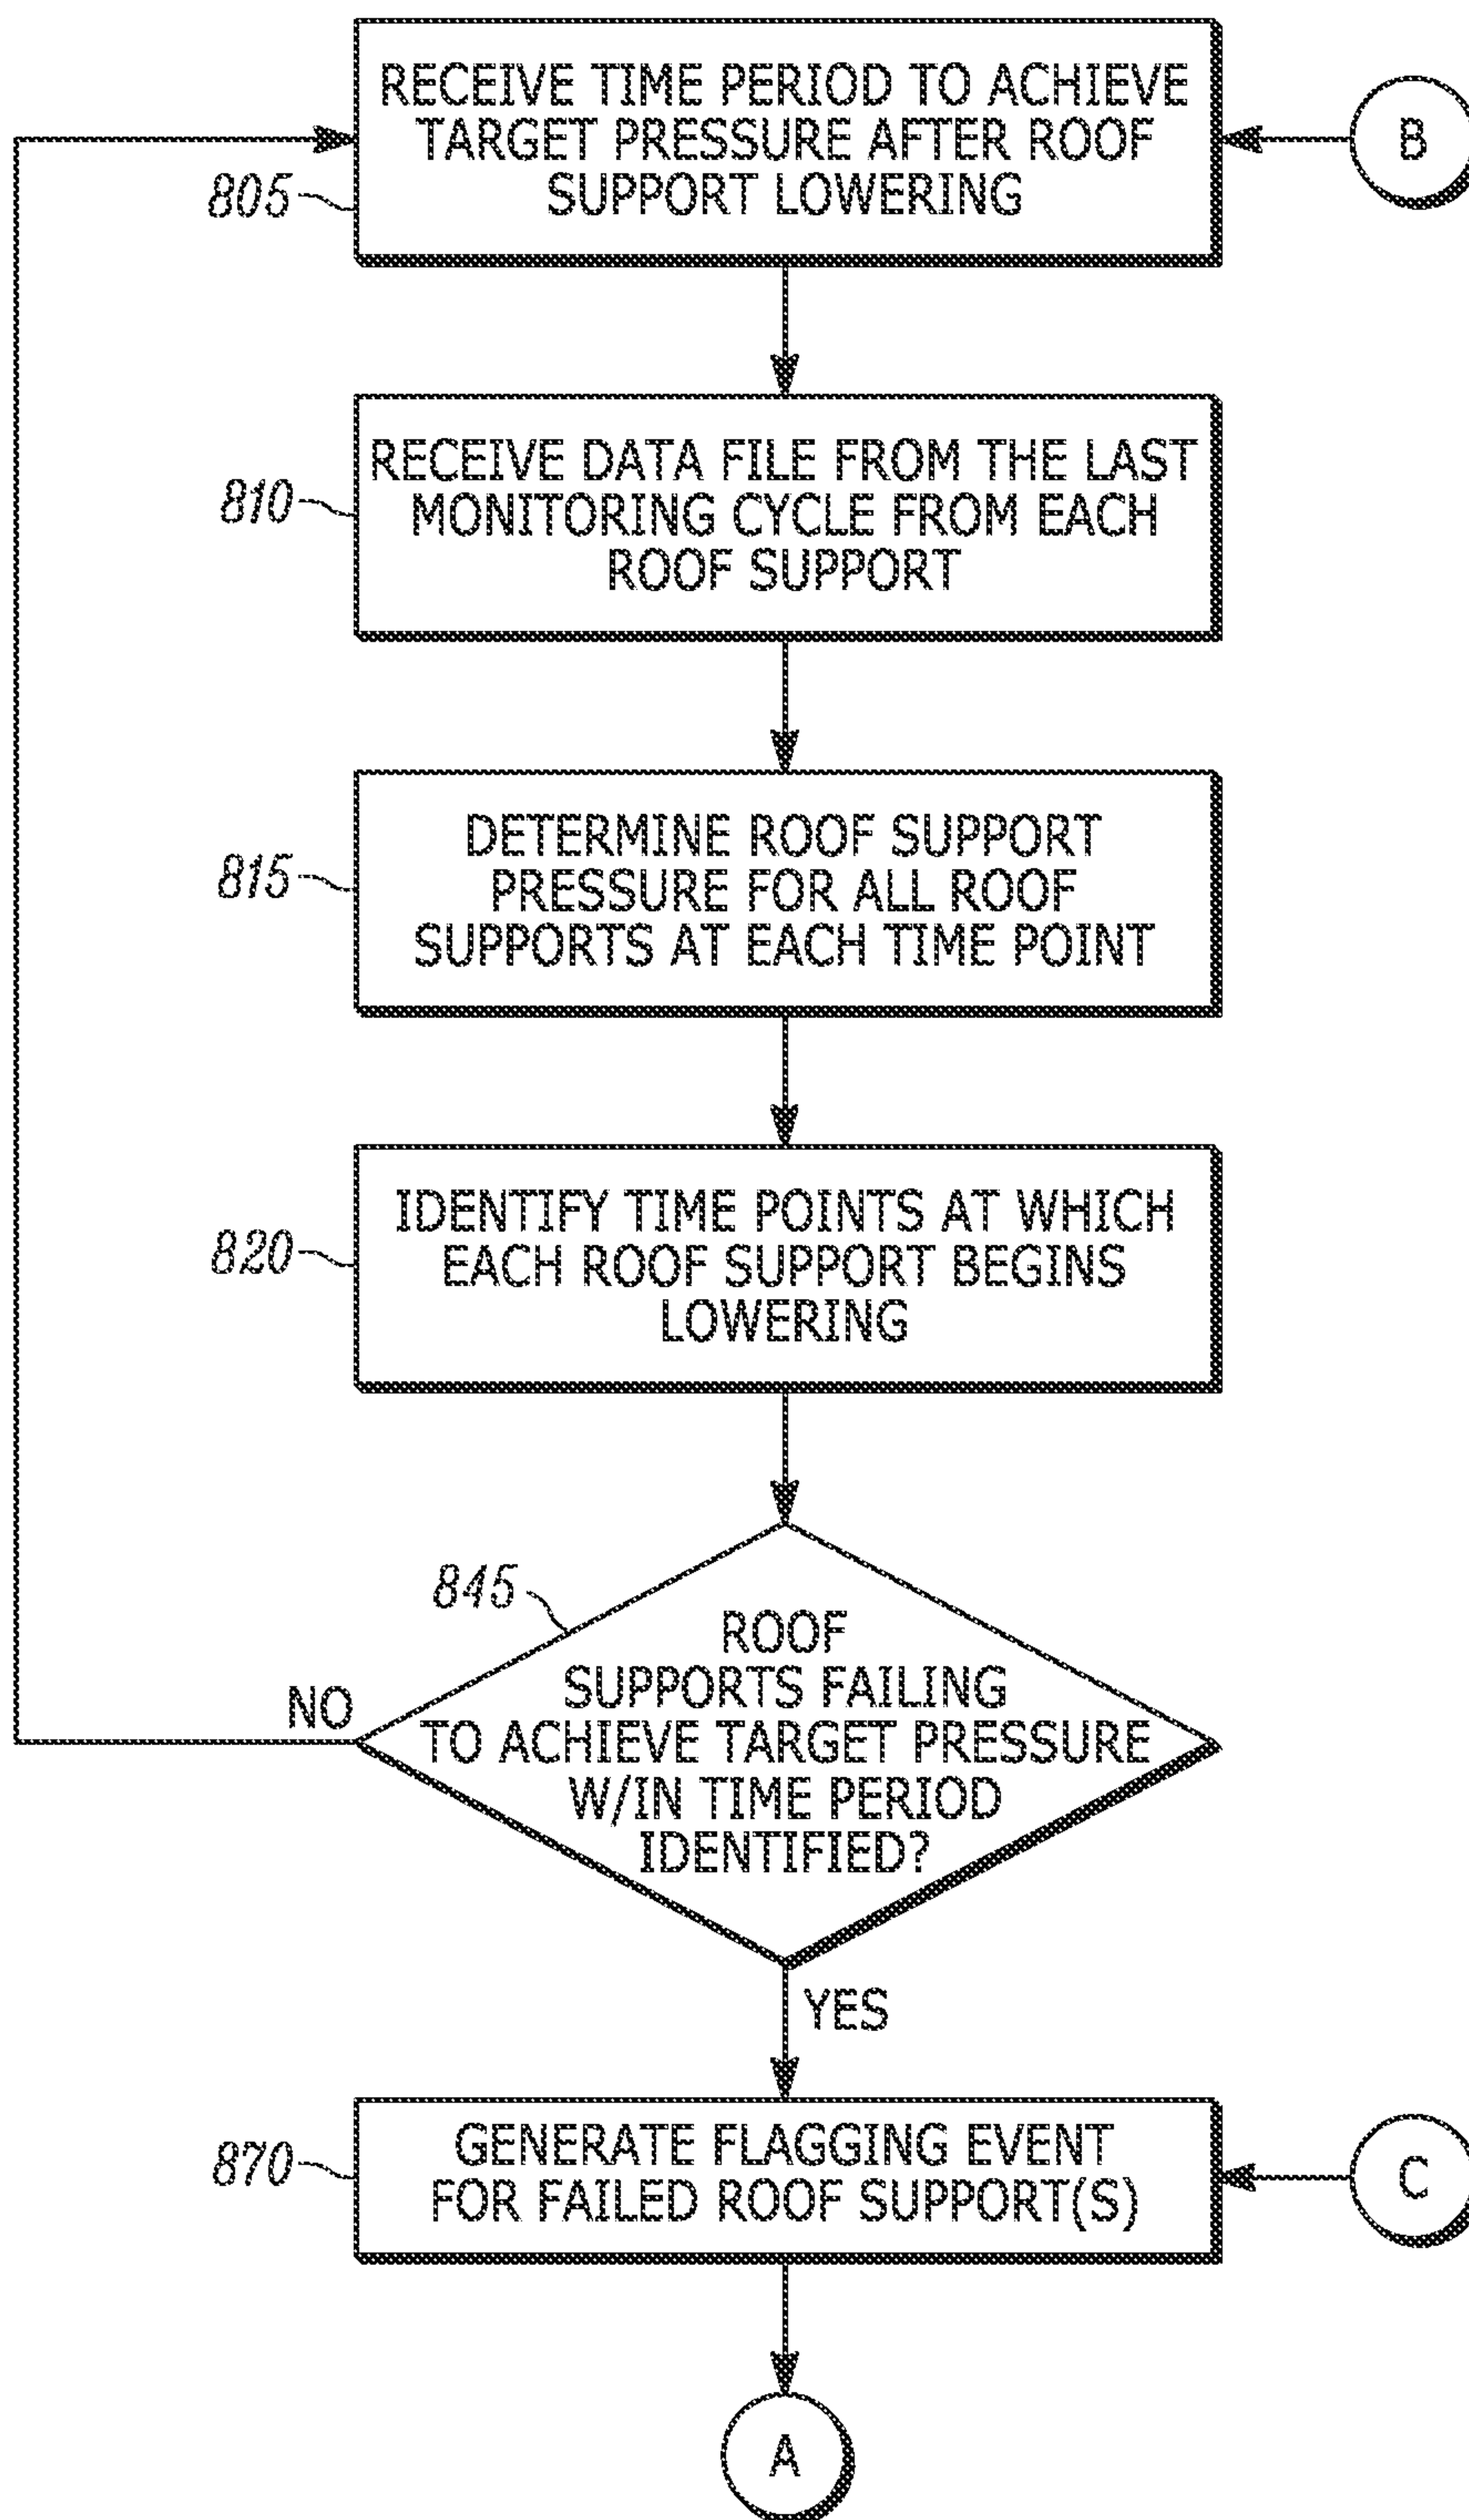 RECEIVE TIME PERIOD TO ACHIEVE
TARGET PRESSURE AFTER ROOF
SUPPORT LOWERING
805
B
RECEIVE DATA FILE FROM THE LAST
MONITORING CYCLE FROM EACH
ROOF SUPPORT
810
DETERMINE ROOF SUPPORT
PRESSURE FOR ALL ROOF
SUPPORTS AT EACH TIME POINT
815
IDENTIFY TIME POINTS AT WHICH
EACH ROOF SUPPORT BEGINS
LOWERING
820
845
ROOF
SUPPORTS FAILING
TO ACHIEVE TARGET PRESSURE
W/IN TIME PERIOD
IDENTIFIED?
NO
YES
GENERATE FLAGGING EVENT
FOR FAILED ROOF SUPPORT(S)
870
C
A